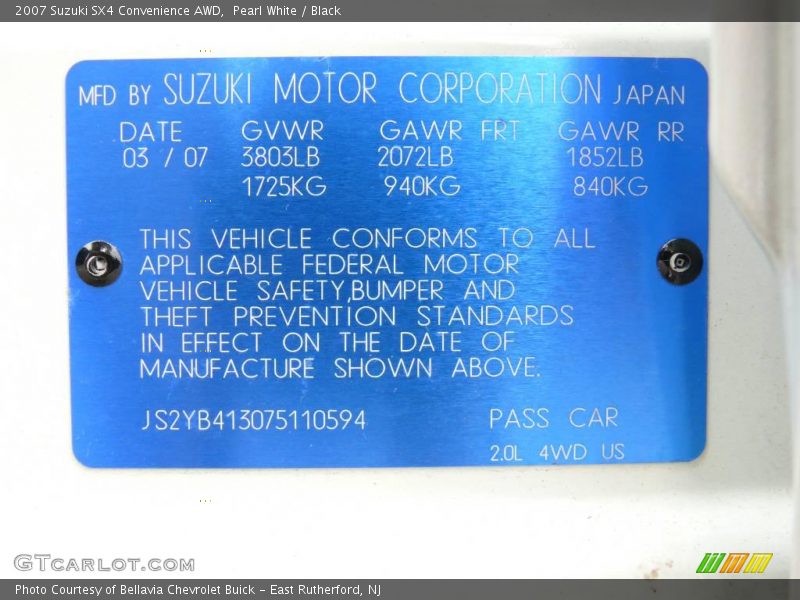 2007 Suzuki SX4 Convenience AWD,  Pearl White / Black
MFD BY SUZUKI MOTOR CORPORATION JAPAN
DATE GVWR GAWR FRT GAWR RR
03 / 07 3803LB 2072LB 1852LB
1725KG 940KG 840KG
THIS VEHICLE CONFORMS TO ALL
APPLICABLE FEDERAL MOTOR
VEHICLE SAFETY,BUMPER AND
THEFT PREVENTION STANDARDS
IN EFFECT ON THE DATE OF
MANUFACTURE SHOWN ABOVE.
JS2YB413075110594 PASS CAR
2.0L 4WD US
GTCARLOT.COM
Photo Courtesy of Bellavia Chevrolet Buick - East Rutherford, NJ